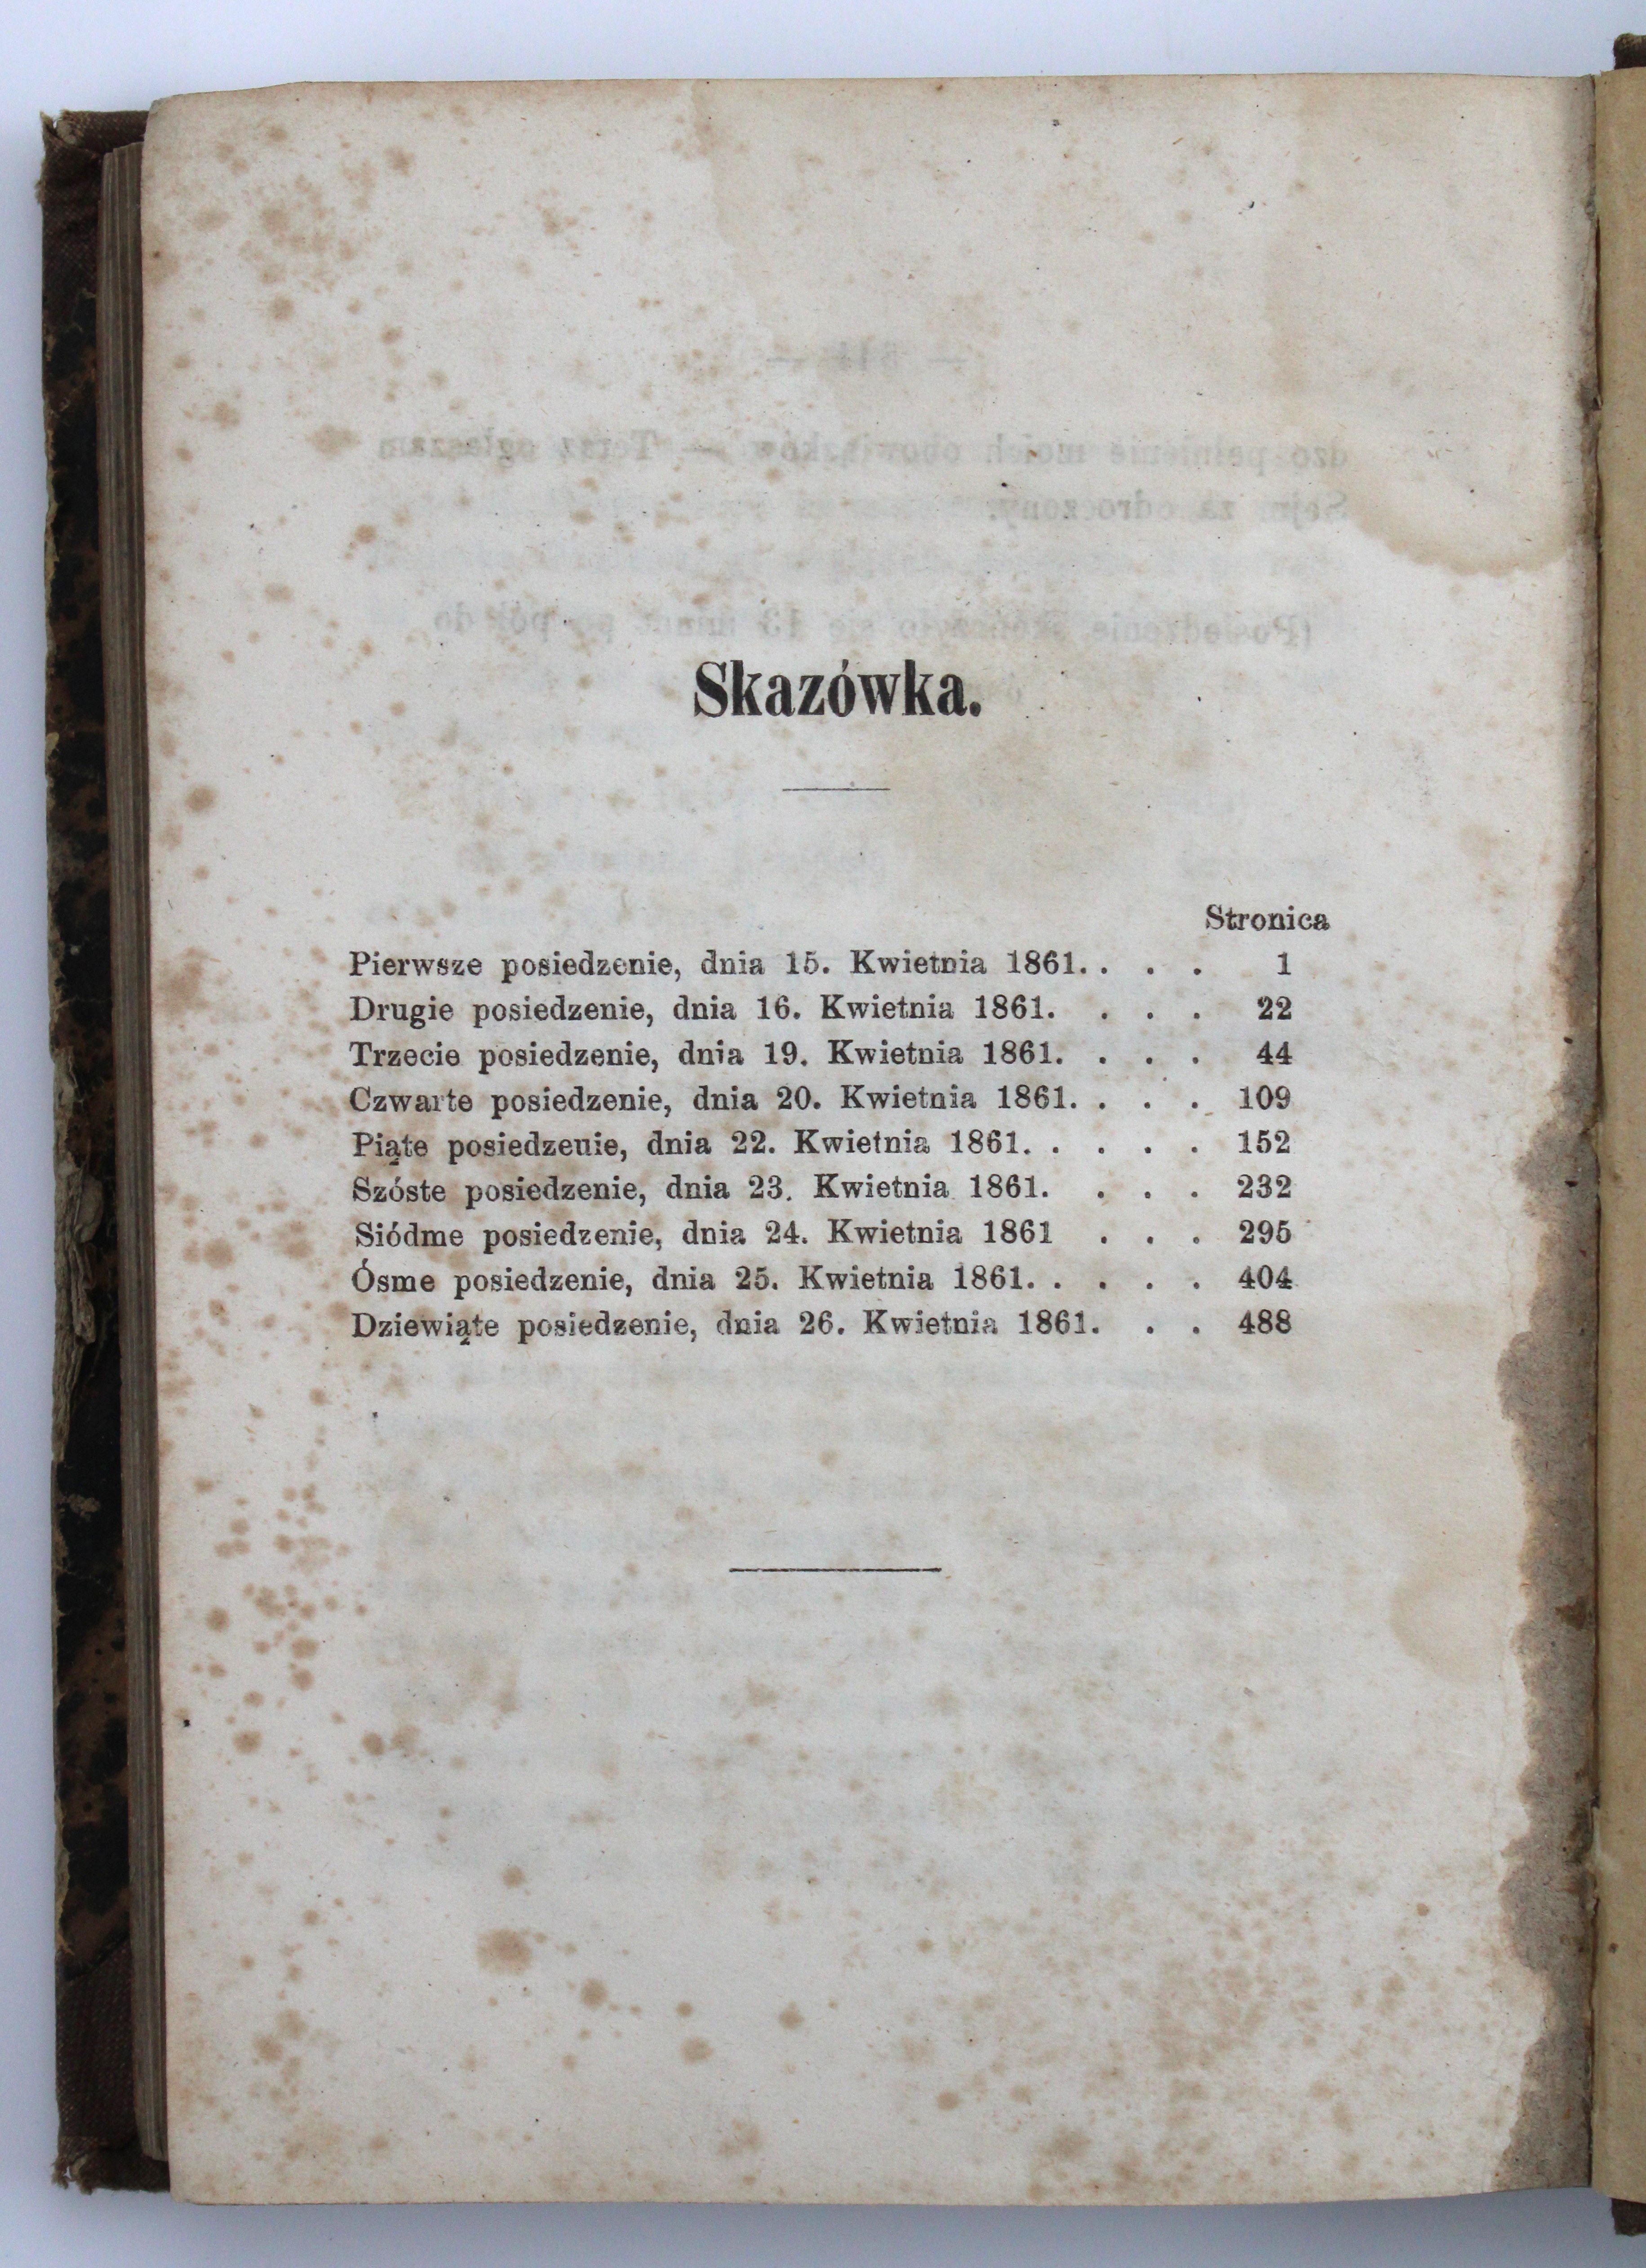 Skazówka.
Stronica
Pierwsze posiedzenie, dnia 15. Kwietnia 1861. . . . 1
Drugie posiedzenie, dnia 16. Kwietnia 1861. . . . 22
Trzecie posiedzenie, dnia 19. Kwietnia 1861. . . . 44
Czwarte posiedzenie, dnia 20. Kwietnia 1861. . . . 109
Piąte posiedzeuie, dnia 22. Kwietnia 1861. . . . . 152
Szóste posiedzenie, dnia 23. Kwietnia 1861. . . . 232
Siódme posiedzenie, dnia 24. Kwietnia 1861 . . . 295
Ósme posiedzenie, dnia 25. Kwietnia 1861. . . . . 404
Dziewiąte posiedzenie, dnia 26. Kwietnia 1861. . . 488